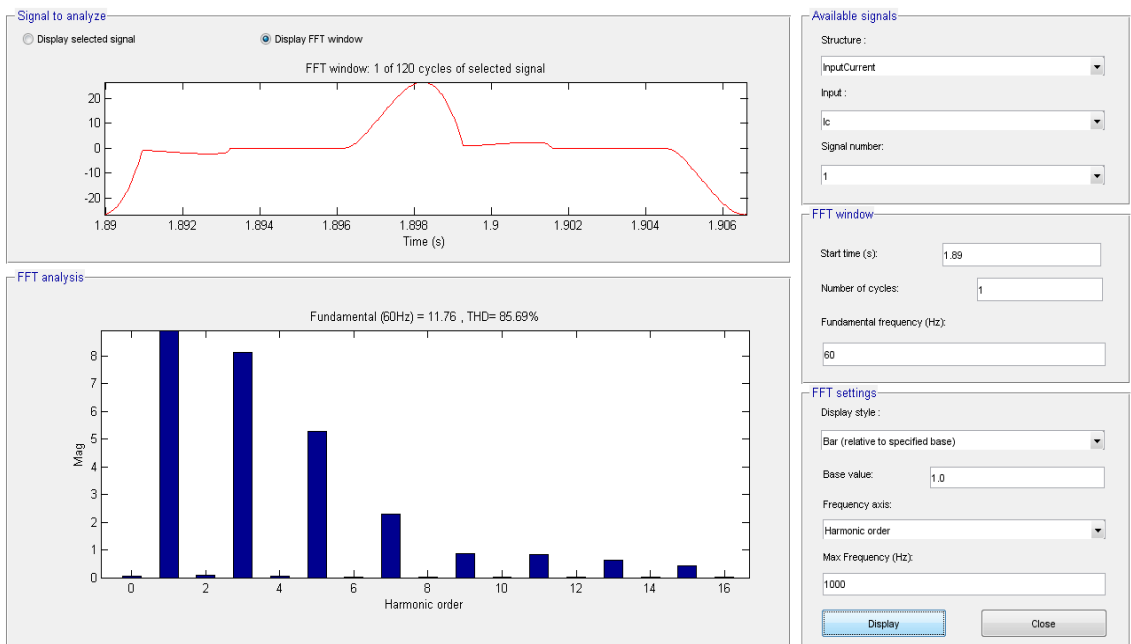 Signal to analyze
Display selected signal
Display FFT window
FFT window: 1 of 120 cycles of selected signal
20
10
0
-10
-20
1.89 1.892 1.894 1.896 1.898 1.9 1.902 1.904 1.906
Time (s)
FFT analysis
Fundamental (60Hz) = 11.76 , THD= 85.69%
Mag
8
7
6
5
4
3
2
1
0
0 2 4 6 8 10 12 14 16
Harmonic order
Available signals
Structure :
InputCurrent
Input :
Ic
Signal number:
1
FFT window
Start time (s):
1.89
Number of cycles:
1
Fundamental frequency (Hz):
60
FFT settings
Display style :
Bar (relative to specified base)
Base value:
1.0
Frequency axis:
Harmonic order
Max Frequency (Hz):
1000
Display
Close